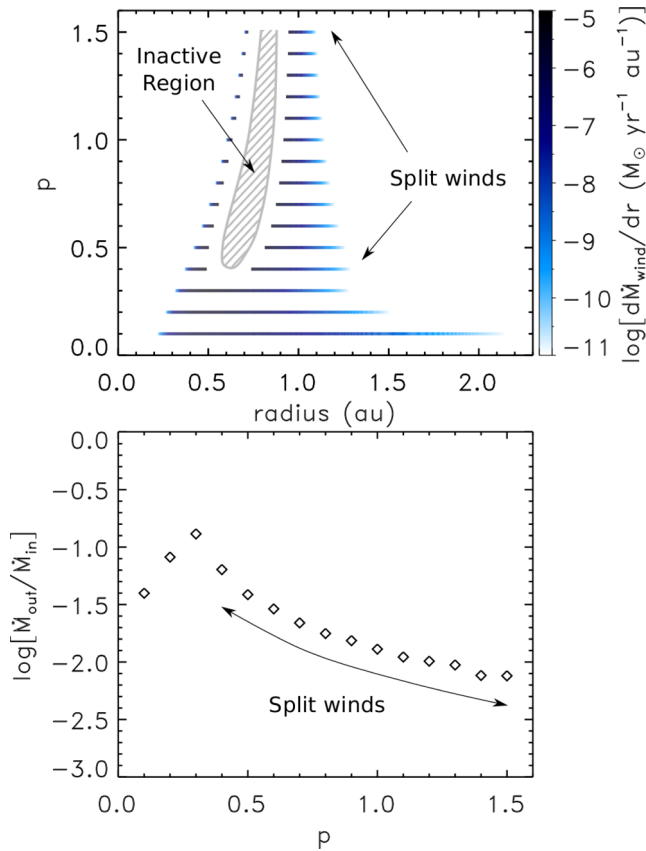 1.5
1.0
0.5
0.0
p
Inactive
Region
Split winds
0.0 0.5 1.0 1.5 2.0
radius (au)
−5
−6
−7
−8
−9
−10
−11
log[dṀwind/dr (M⊙ yr−1 au−1)]
0.0
−0.5
−1.0
−1.5
−2.0
−2.5
−3.0
log[Ṁout/Ṁin]
Split winds
0.0 0.5 1.0 1.5
p